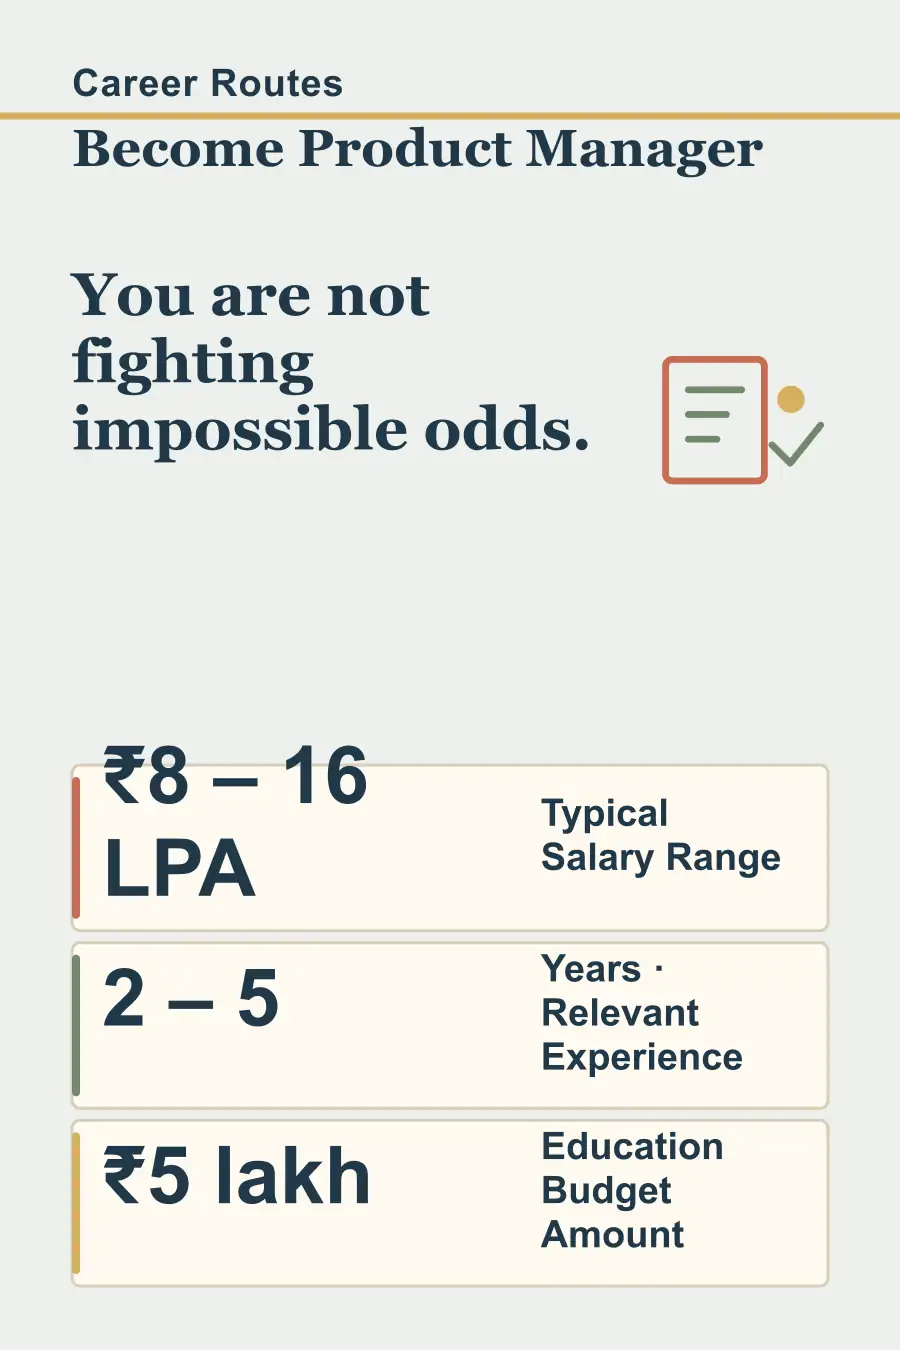 Career Routes
Become Product Manager
You are not
fighting
impossible odds.
₹8 – 16
LPA
Typical
Salary Range
2 – 5
Years ·
Relevant
Experience
₹5 lakh
Education
Budget
Amount